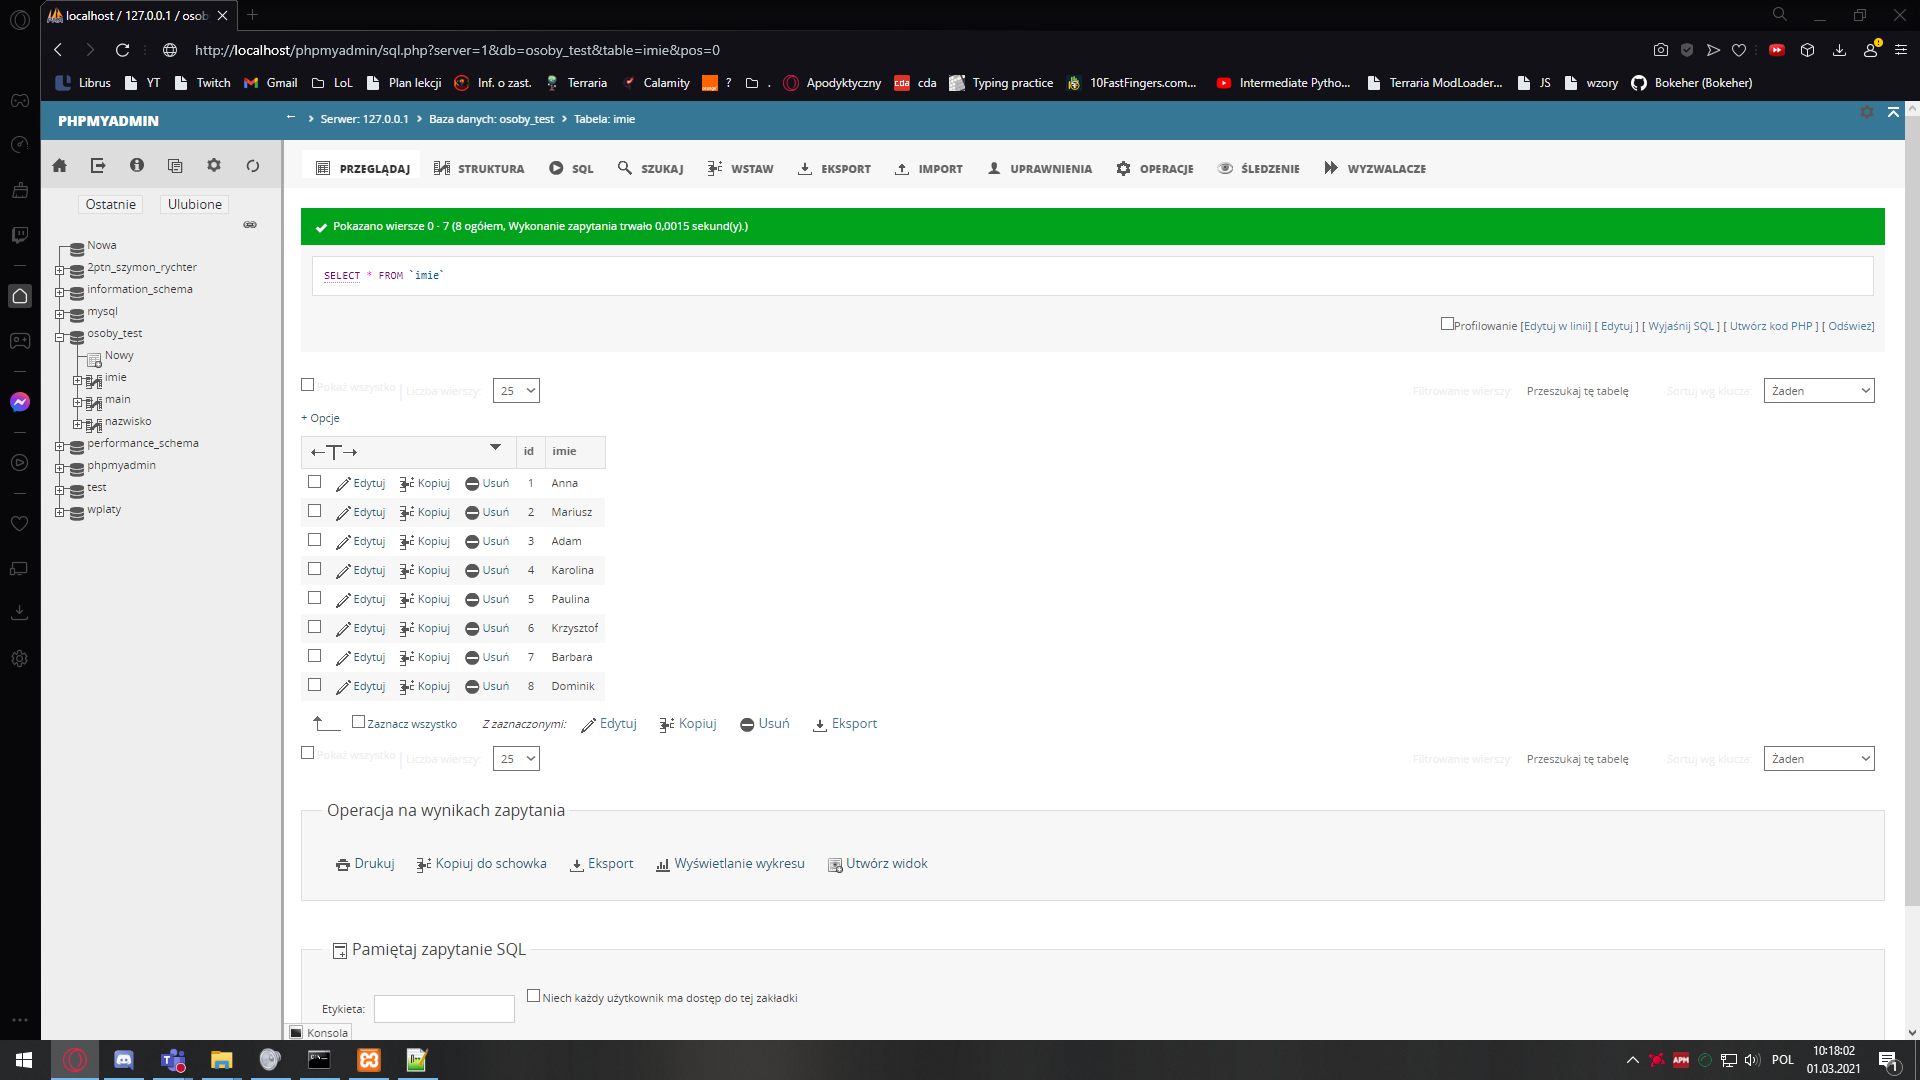 localhost / 127.0.0.1 / osob
http://localhost/phpmyadmin/sql.php?server=1&db=osoby_test&table=imie&pos=0
Librus YT Twitch Gmail LoL Plan lekcji Inf. o zast. Terraria Calamity ? . Apodyktyczny cda Typing practice 10FastFingers.com... Intermediate Pytho... Terraria ModLoader... JS wzory Bokeher (Bokeher)
PHPMYADMIN
Ostatnie Ulubione
Nowa
2ptn_szymon_rychter
information_schema
mysql
osoby_test
Nowy
imie
main
nazwisko
performance_schema
phpmyadmin
test
wplaty
Serwer: 127.0.0.1 Baza danych: osoby_test Tabela: imie
PRZEGLĄDAJ STRUKTURA SQL SZUKAJ WSTAW EKSPORT IMPORT UPRAWNIENIA OPERACJE ŚLEDZENIE WYZWALACZE
Pokazano wiersze 0 - 7 (8 ogółem, Wykonanie zapytania trwało 0,0015 sekund(y).)
SELECT * FROM `imie`
Profilowanie [Edytuj w linii] [ Edytuj ] [ Wyjaśnij SQL ] [ Utwórz kod PHP ] [ Odśwież]
Pokaż wszystko | Liczba wierszy: 25 Filtrowanie wierszy: Przeszukaj tę tabelę Sortuj wg klucza: Żaden
+ Opcje
←T→ id imie
Edytuj Kopiuj Usuń 1 Anna
Edytuj Kopiuj Usuń 2 Mariusz
Edytuj Kopiuj Usuń 3 Adam
Edytuj Kopiuj Usuń 4 Karolina
Edytuj Kopiuj Usuń 5 Paulina
Edytuj Kopiuj Usuń 6 Krzysztof
Edytuj Kopiuj Usuń 7 Barbara
Edytuj Kopiuj Usuń 8 Dominik
Zaznacz wszystko Z zaznaczonymi: Edytuj Kopiuj Usuń Eksport
Pokaż wszystko | Liczba wierszy: 25 Filtrowanie wierszy: Przeszukaj tę tabelę Sortuj wg klucza: Żaden
Operacja na wynikach zapytania
Drukuj Kopiuj do schowka Eksport Wyświetlanie wykresu Utwórz widok
Pamiętaj zapytanie SQL
Etykieta: Niech każdy użytkownik ma dostęp do tej zakładki
Konsola
APM POL 10:18:02
01.03.2021
1